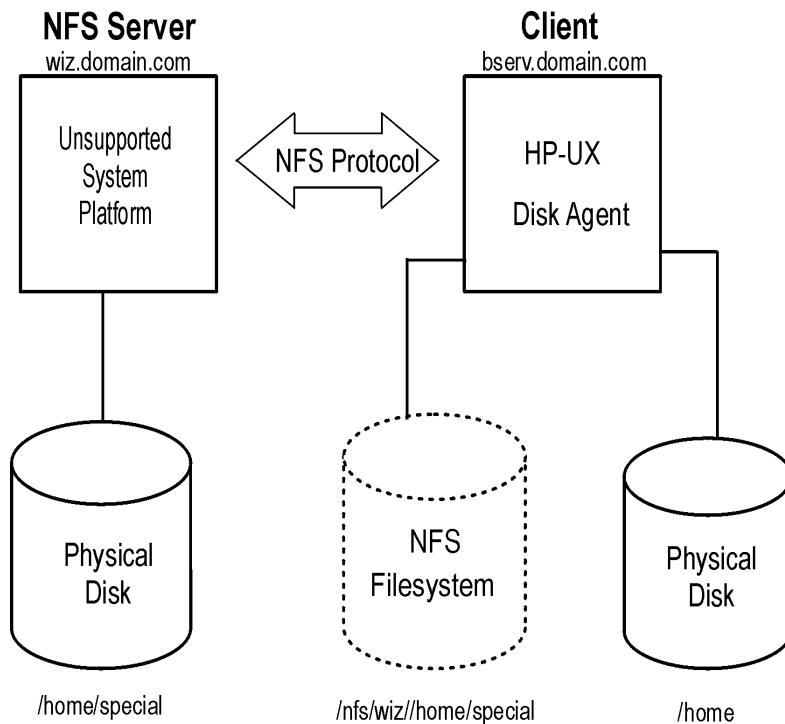 NFS Server
wiz.domain.com
Client
bserv.domain.com
Unsupported
System
Platform
NFS Protocol
HP-UX
Disk Agent
Physical
Disk
NFS
Filesystem
Physical
Disk
/home/special
/nfs/wiz//home/special
/home